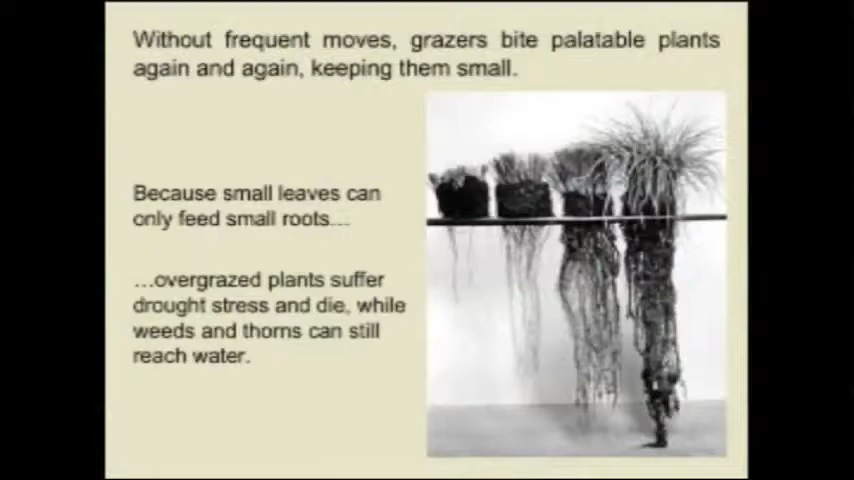 Without frequent moves, grazers bite palatable plants
again and again, keeping them small.
Because small leaves can
only feed small roots...
...overgrazed plants suffer
drought stress and die, while
weeds and thorns can still
reach water.